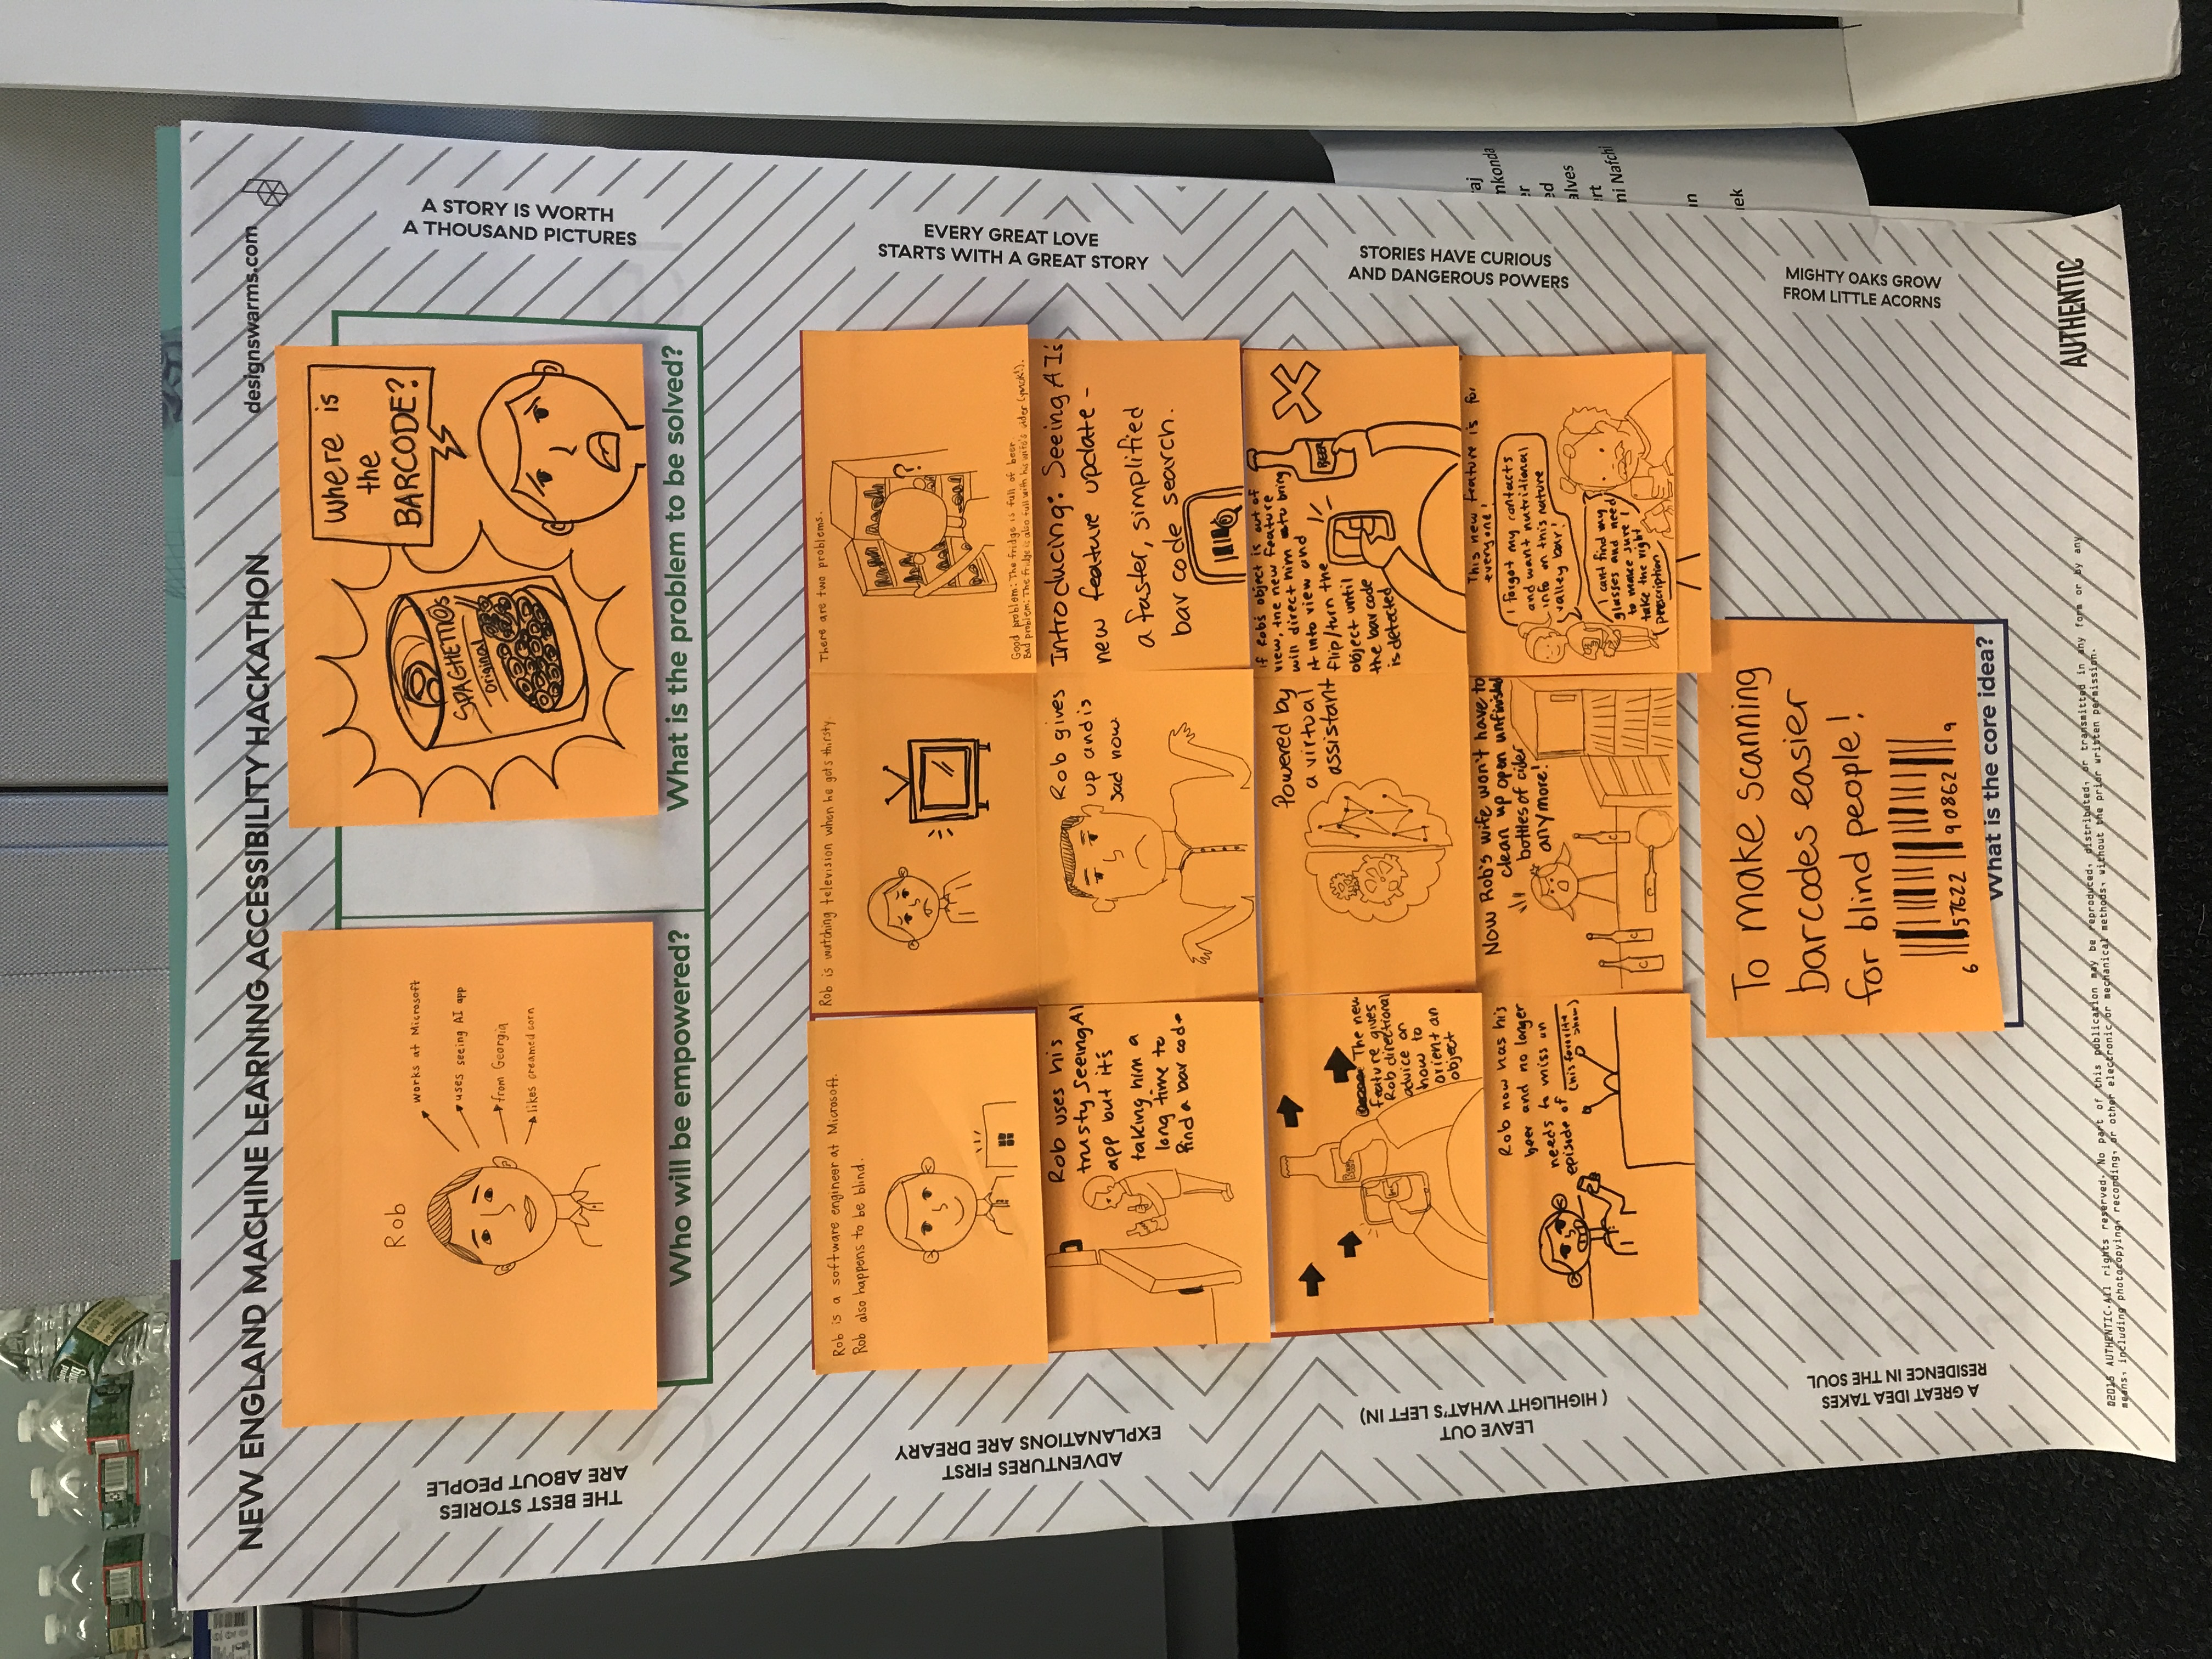 NEW ENGLAND MACHINE LEARNING ACCESSIBILITY HACKATHON
designswarms.com
THE BEST STORIES
ARE ABOUT PEOPLE
Rob
works at Microsoft
uses seeing AI app
from Georgia
likes creamed corn
Who will be empowered?
SPAGHETTIOs
Original
Where is
the
BARCODE?
What is the problem to be solved?
A STORY IS WORTH
A THOUSAND PICTURES
ADVENTURES FIRST
EXPLANATIONS ARE DREARY
Rob is a software engineer at Microsoft.
Rob also happens to be blind.
Rob is watching television when he gets thirsty.
There are two problems.
?
Good problem: The fridge is full of beer.
Bad problem: The fridge is also full with his wife's cider (yuck!).
EVERY GREAT LOVE
STARTS WITH A GREAT STORY
Rob uses his
trusty Seeing AI
app but it's
taking him a
long time to
find a bar code
Rob gives
up and is
sad now.
Introducing: Seeing AI's
new feature update -
a faster, simplified
bar code search.
LEAVE OUT
(HIGHLIGHT WHAT'S LEFT IN)
Beer
The new
feature gives
Rob directional
advice on
how to
orient an
object
Powered by
a virtual
assistant
If Rob's object is out of
view, the new feature
will direct him to bring
it into view and
flip/turn the
object until
the bar code
is detected
BEER
STORIES HAVE CURIOUS
AND DANGEROUS POWERS
Rob now has his
beer and no longer
needs to miss an
episode of
(his favorite
show)
Now Rob's wife won't have to
clean up open unfinished
bottles of cider
anymore!
C
C
C
This new feature is for
everyone!
I forgot my contacts
and want nutritional
info on this nature
valley bar!
I cant find my
glasses and need
to make sure I
take the right
prescription
A GREAT IDEA TAKES
RESIDENCE IN THE SOUL
To make scanning
barcodes easier
for blind people!
6 57622 90862 9
What is the core idea?
MIGHTY OAKS GROW
FROM LITTLE ACORNS
AUTHENTIC
©2015 AUTHENTIC.All rights reserved. No part of this publication may be reproduced, distributed, or transmitted in any form or by any
means, including photocopying, recording, or other electronic or mechanical methods, without the prior written permission.